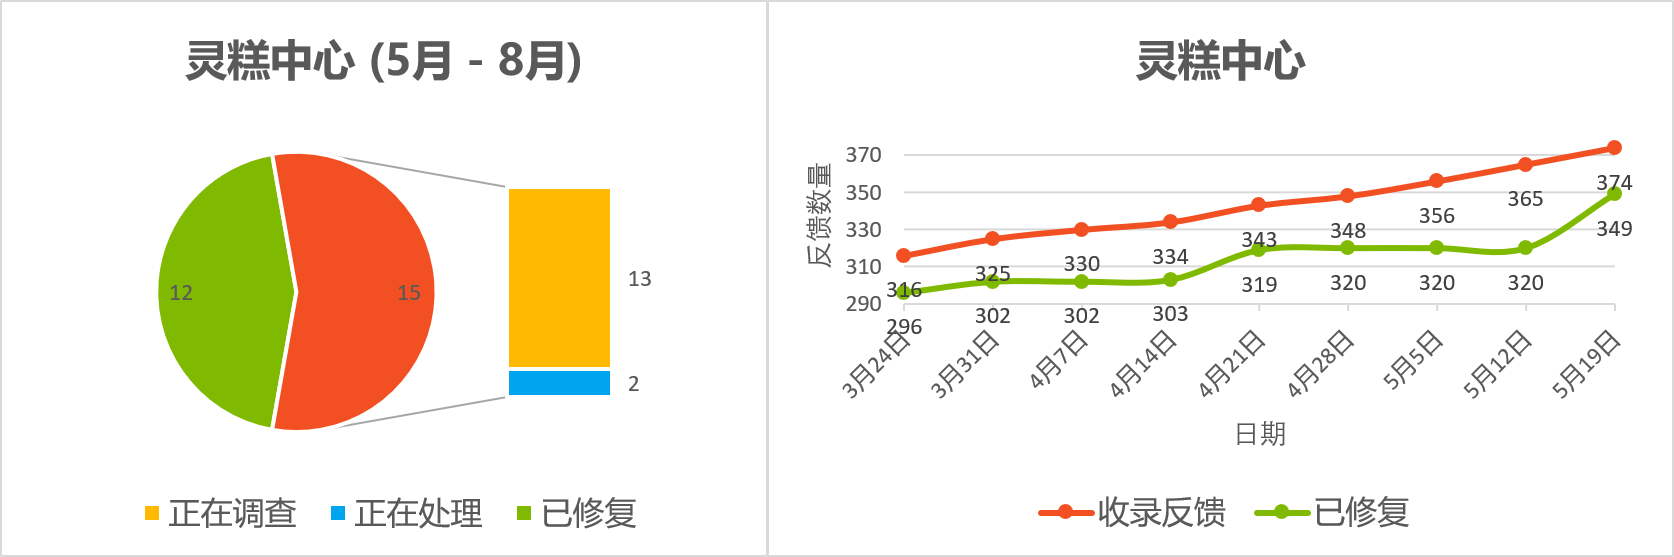 灵糕中心 (5月 - 8月)
12
15
13
2
正在调查
正在处理
已修复
灵糕中心
反馈数量
370
350
330
310
290
316
325
330
334
343
348
356
365
374
296
302
302
303
319
320
320
320
349
3月24日
3月31日
4月7日
4月14日
4月21日
4月28日
5月5日
5月12日
5月19日
日期
收录反馈
已修复